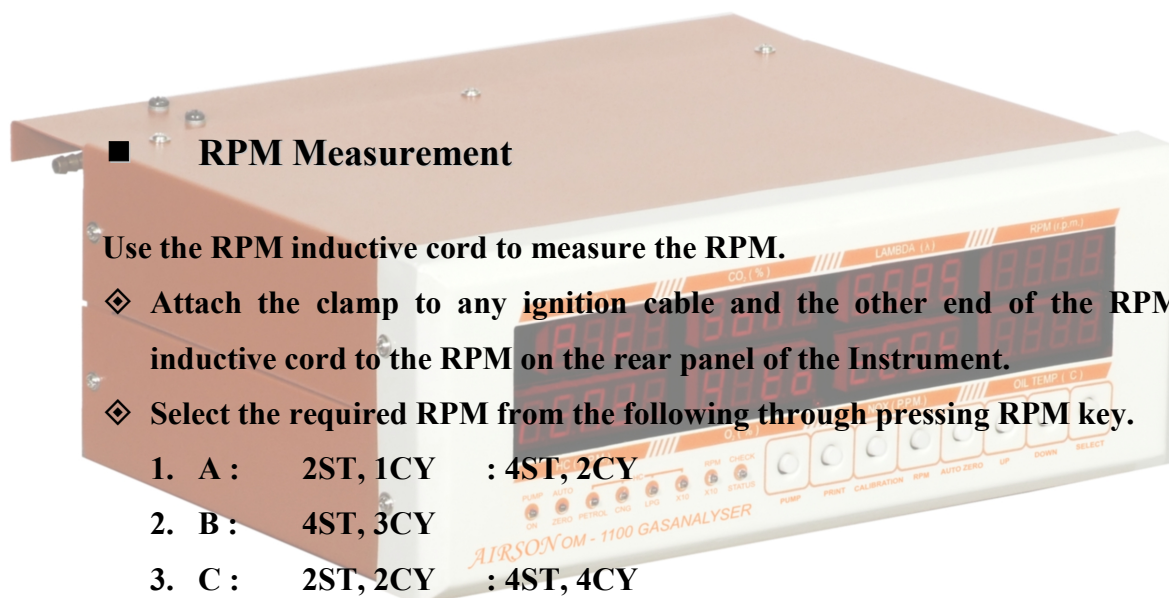 ■ RPM Measurement
Use the RPM inductive cord to measure the RPM.
❖ Attach the clamp to any ignition cable and the other end of the RPM
inductive cord to the RPM on the rear panel of the Instrument.
❖ Select the required RPM from the following through pressing RPM key.
1. A : 2ST, 1CY : 4ST, 2CY
2. B : 4ST, 3CY
3. C : 2ST, 2CY : 4ST, 4CY
CO₂ (%) LAMBDA (λ) RPM (r.p.m.)
O₂ (%) NOX (PPM) OIL TEMP ( C )
PUMP ON AUTO ZERO PETROL CNG LPG X10 RPM X10 CHECK STATUS
PUMP PRINT CALIBRATION RPM AUTO ZERO UP DOWN SELECT
AIRSON OM - 1100 GASANALYSER